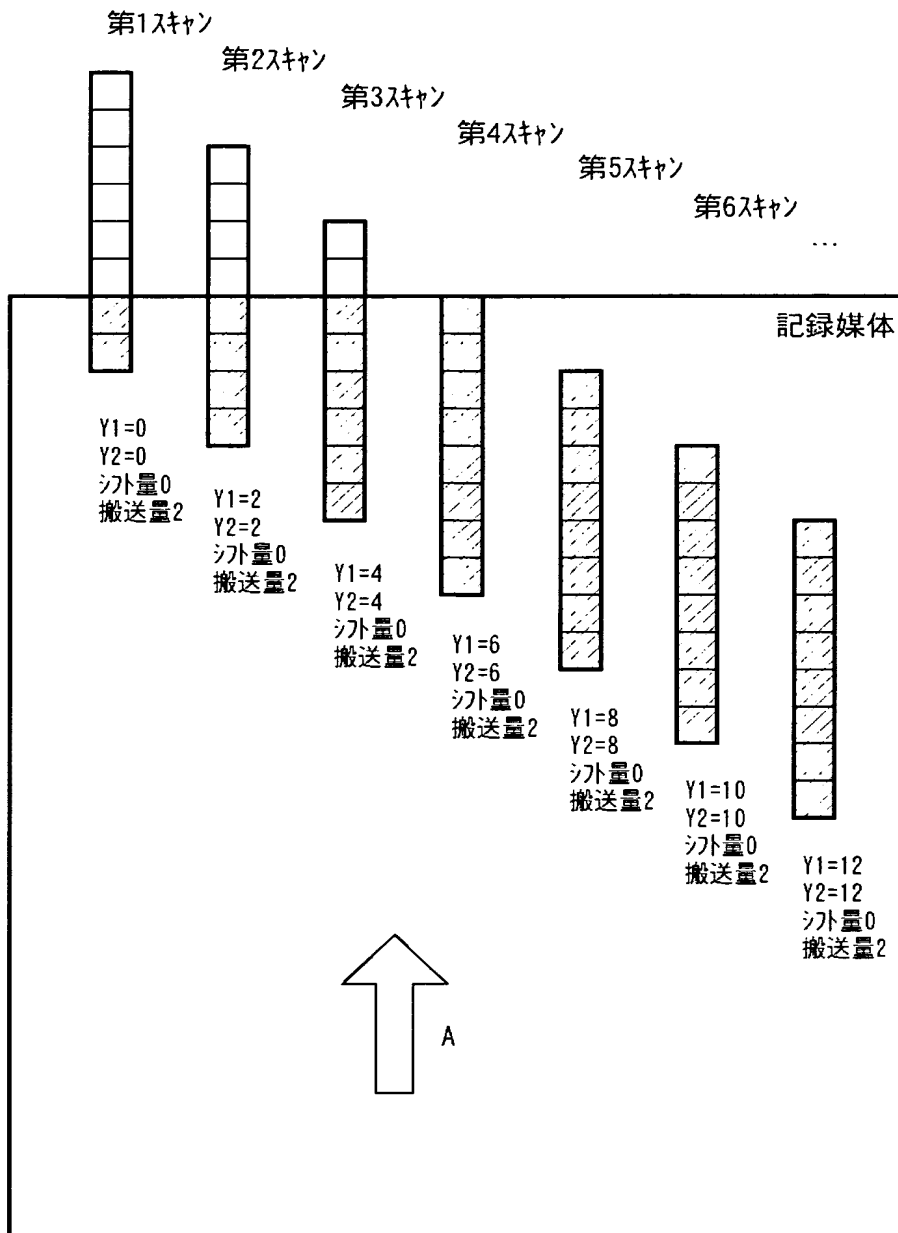 第1スキャン
第2スキャン
第3スキャン
第4スキャン
第5スキャン
第6スキャン
…
記録媒体
Y1=0
Y2=0
シフト量0
搬送量2
Y1=2
Y2=2
シフト量0
搬送量2
Y1=4
Y2=4
シフト量0
搬送量2
Y1=6
Y2=6
シフト量0
搬送量2
Y1=8
Y2=8
シフト量0
搬送量2
Y1=10
Y2=10
シフト量0
搬送量2
Y1=12
Y2=12
シフト量0
搬送量2
A